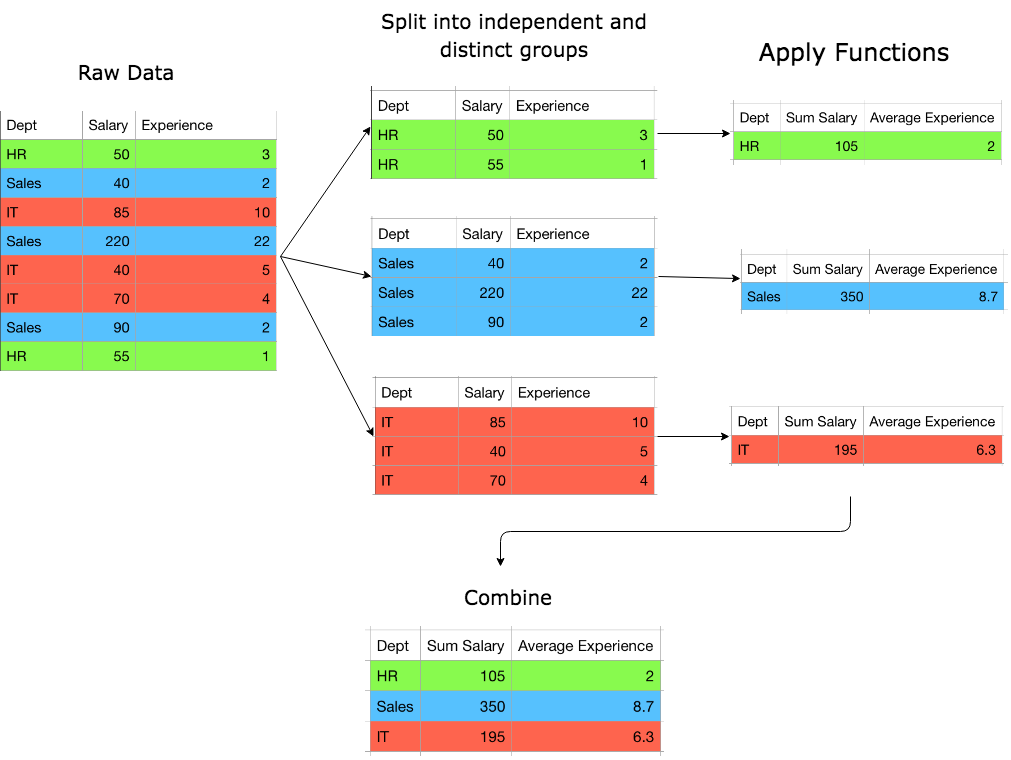 Raw Data
Dept Salary Experience
HR 50 3
Sales 40 2
IT 85 10
Sales 220 22
IT 40 5
IT 70 4
Sales 90 2
HR 55 1
Split into independent and
distinct groups
Dept Salary Experience
HR 50 3
HR 55 1
Dept Salary Experience
Sales 40 2
Sales 220 22
Sales 90 2
Dept Salary Experience
IT 85 10
IT 40 5
IT 70 4
Apply Functions
Dept Sum Salary Average Experience
HR 105 2
Dept Sum Salary Average Experience
Sales 350 8.7
Dept Sum Salary Average Experience
IT 195 6.3
Combine
Dept Sum Salary Average Experience
HR 105 2
Sales 350 8.7
IT 195 6.3